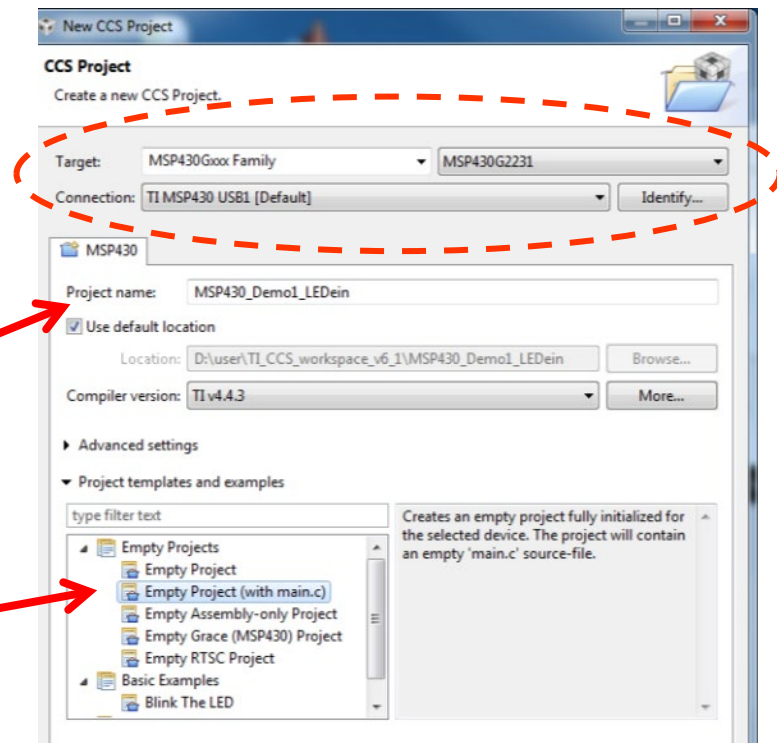 New CCS Project
CCS Project
Create a new CCS Project.
Target: MSP430Gxxx Family MSP430G2231
Connection: TI MSP430 USB1 [Default] Identify...
MSP430
Project name: MSP430_Demo1_LEDein
Use default location
Location: D:\user\TI_CCS_workspace_v6_1\MSP430_Demo1_LEDein Browse...
Compiler version: TI v4.4.3 More...
Advanced settings
Project templates and examples
type filter text
Empty Projects
Empty Project
Empty Project (with main.c)
Empty Assembly-only Project
Empty Grace (MSP430) Project
Empty RTSC Project
Basic Examples
Blink The LED
Creates an empty project fully initialized for
the selected device. The project will contain
an empty 'main.c' source-file.